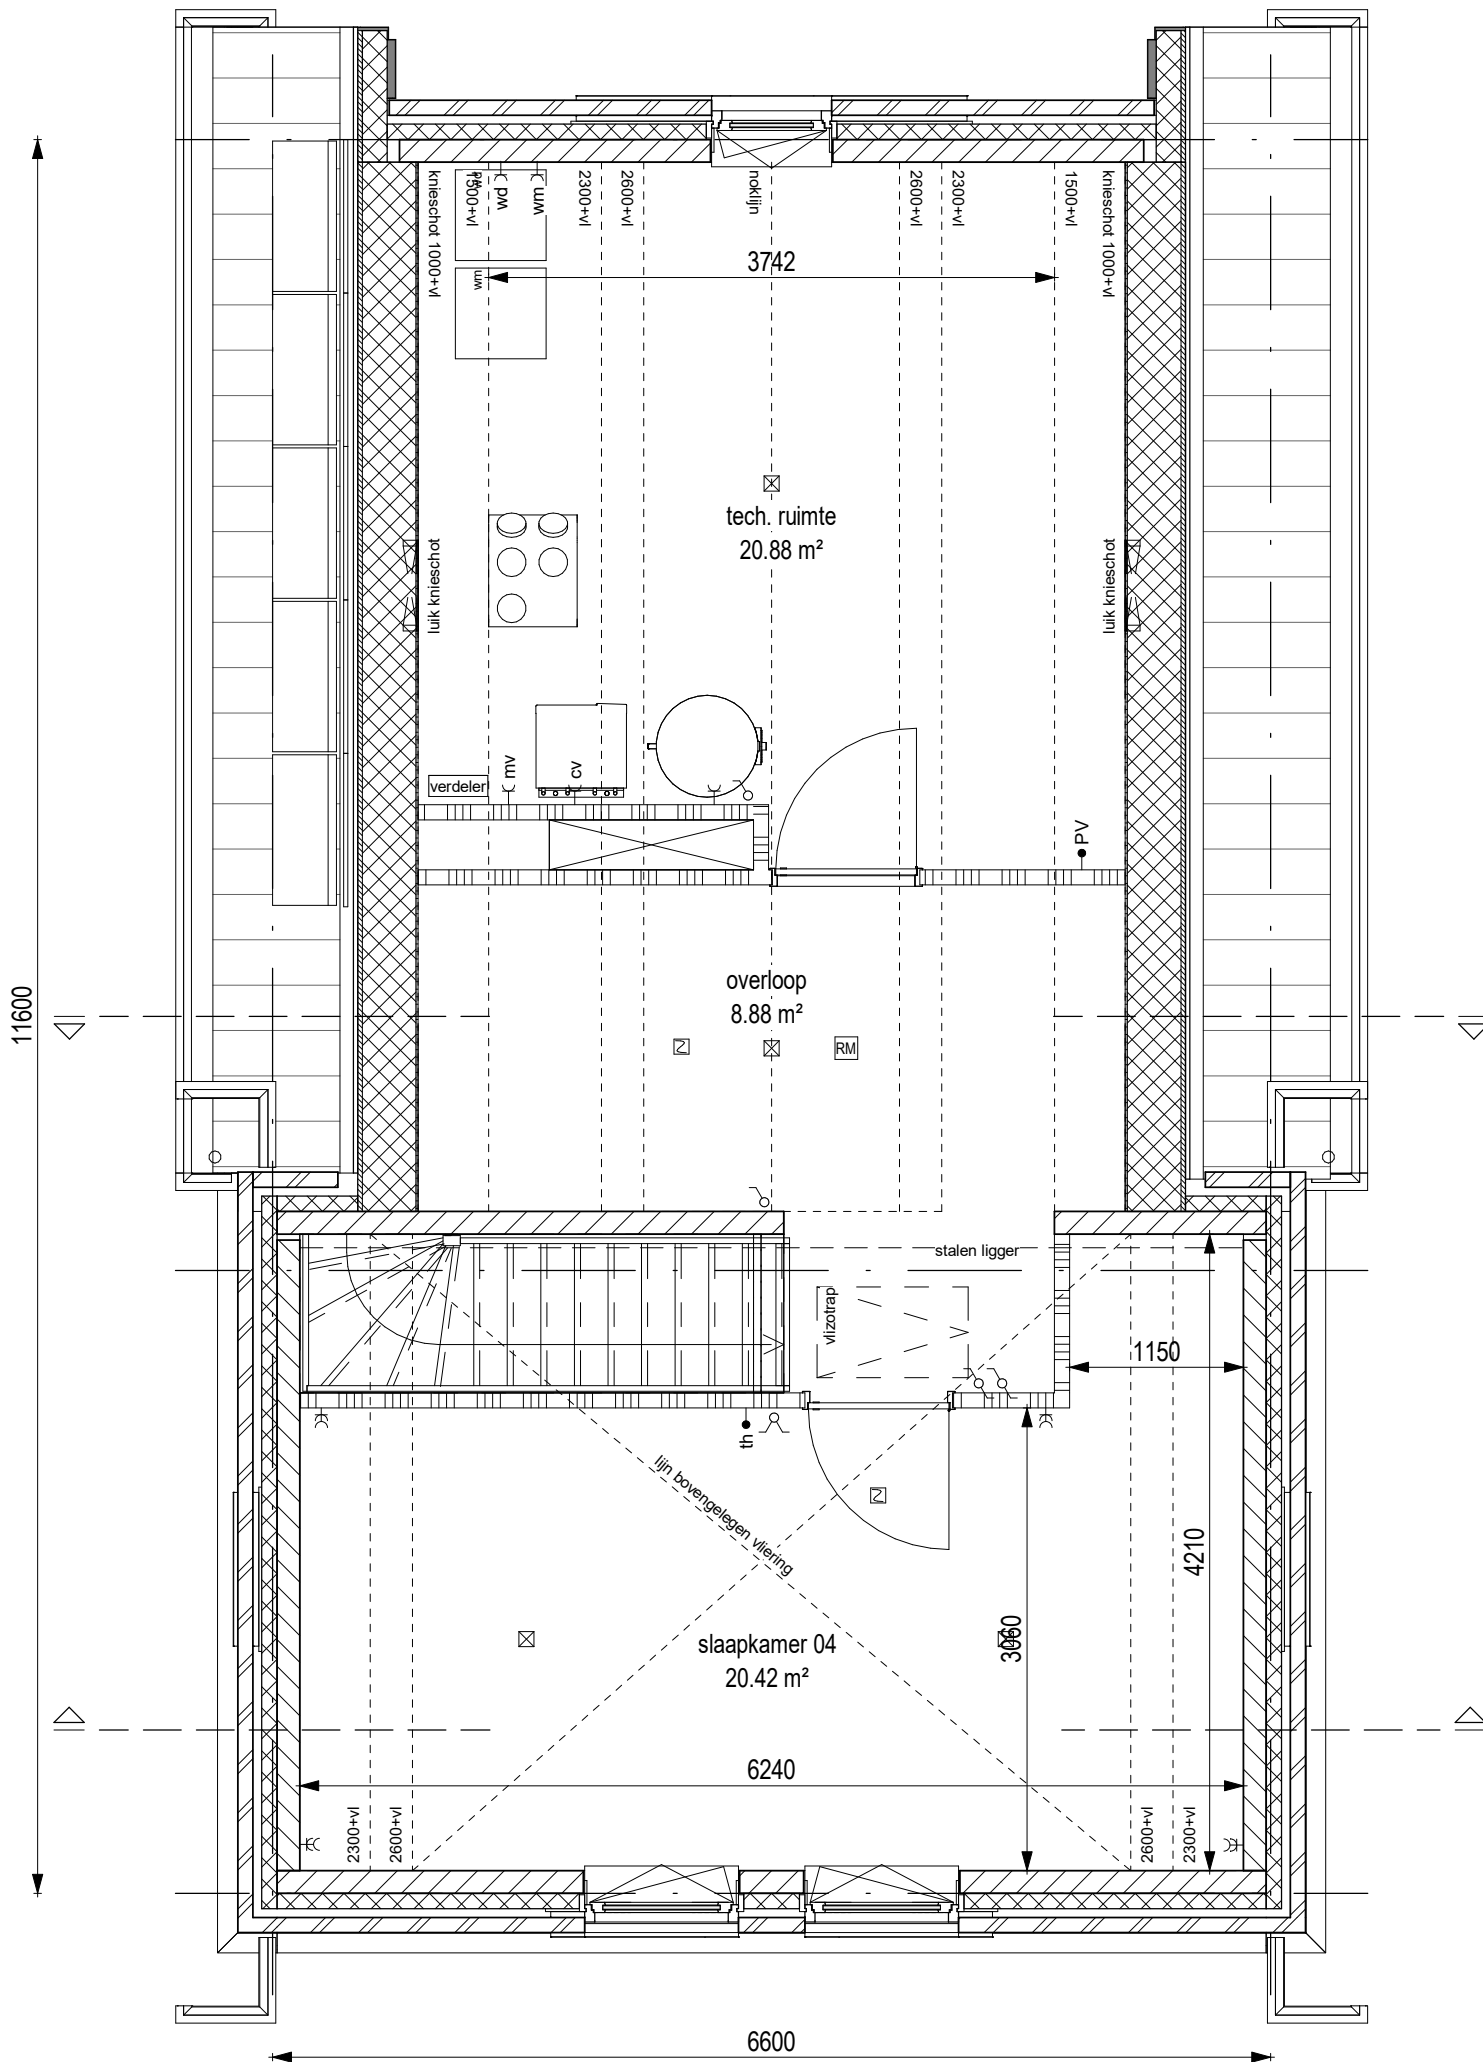 knieschot 1000+vl
1500+vl
wd
wd
wm
2300+vl
2600+vl
noklijn
2600+vl
2300+vl
1500+vl
knieschot 1000+vl
3742
wm
tech. ruimte
20.88 m²
luik knieschot
luik knieschot
verdeler
mv
cv
PV
overloop
8.88 m²
RM
11600
stalen ligger
vlizotrap
1150
th
lijn bovengelegen vliering
4210
3060
slaapkamer 04
20.42 m²
6240
2300+vl
2600+vl
2600+vl
2300+vl
6600